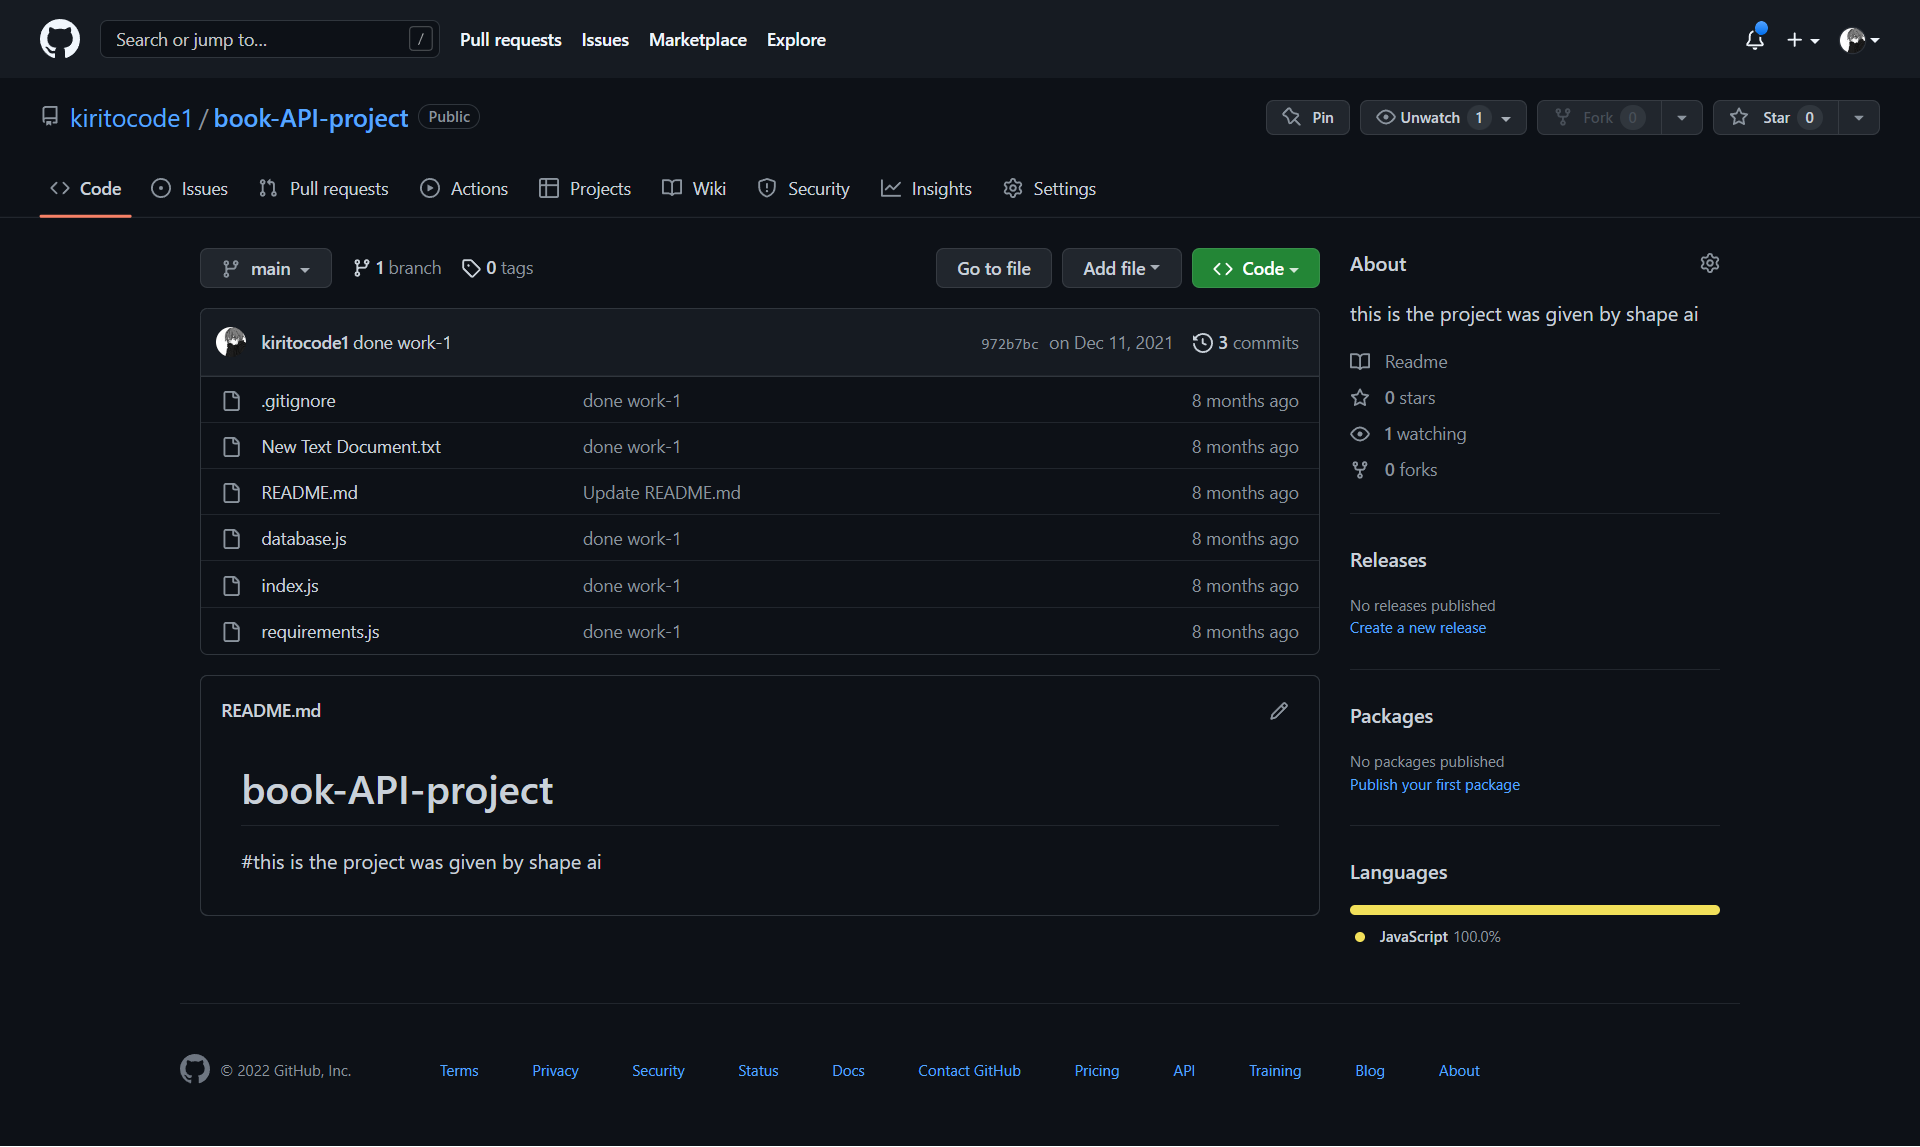 Search or jump to... / Pull requests Issues Marketplace Explore
kiritocode1 / book-API-project Public Pin Unwatch 1 Fork 0 Star 0
Code Issues Pull requests Actions Projects Wiki Security Insights Settings
main 1 branch 0 tags Go to file Add file Code
kiritocode1 done work-1 972b7bc on Dec 11, 2021 3 commits
.gitignore done work-1 8 months ago
New Text Document.txt done work-1 8 months ago
README.md Update README.md 8 months ago
database.js done work-1 8 months ago
index.js done work-1 8 months ago
requirements.js done work-1 8 months ago
README.md
book-API-project
#this is the project was given by shape ai
About
this is the project was given by shape ai
Readme
0 stars
1 watching
0 forks
Releases
No releases published
Create a new release
Packages
No packages published
Publish your first package
Languages
JavaScript 100.0%
© 2022 GitHub, Inc. Terms Privacy Security Status Docs Contact GitHub Pricing API Training Blog About